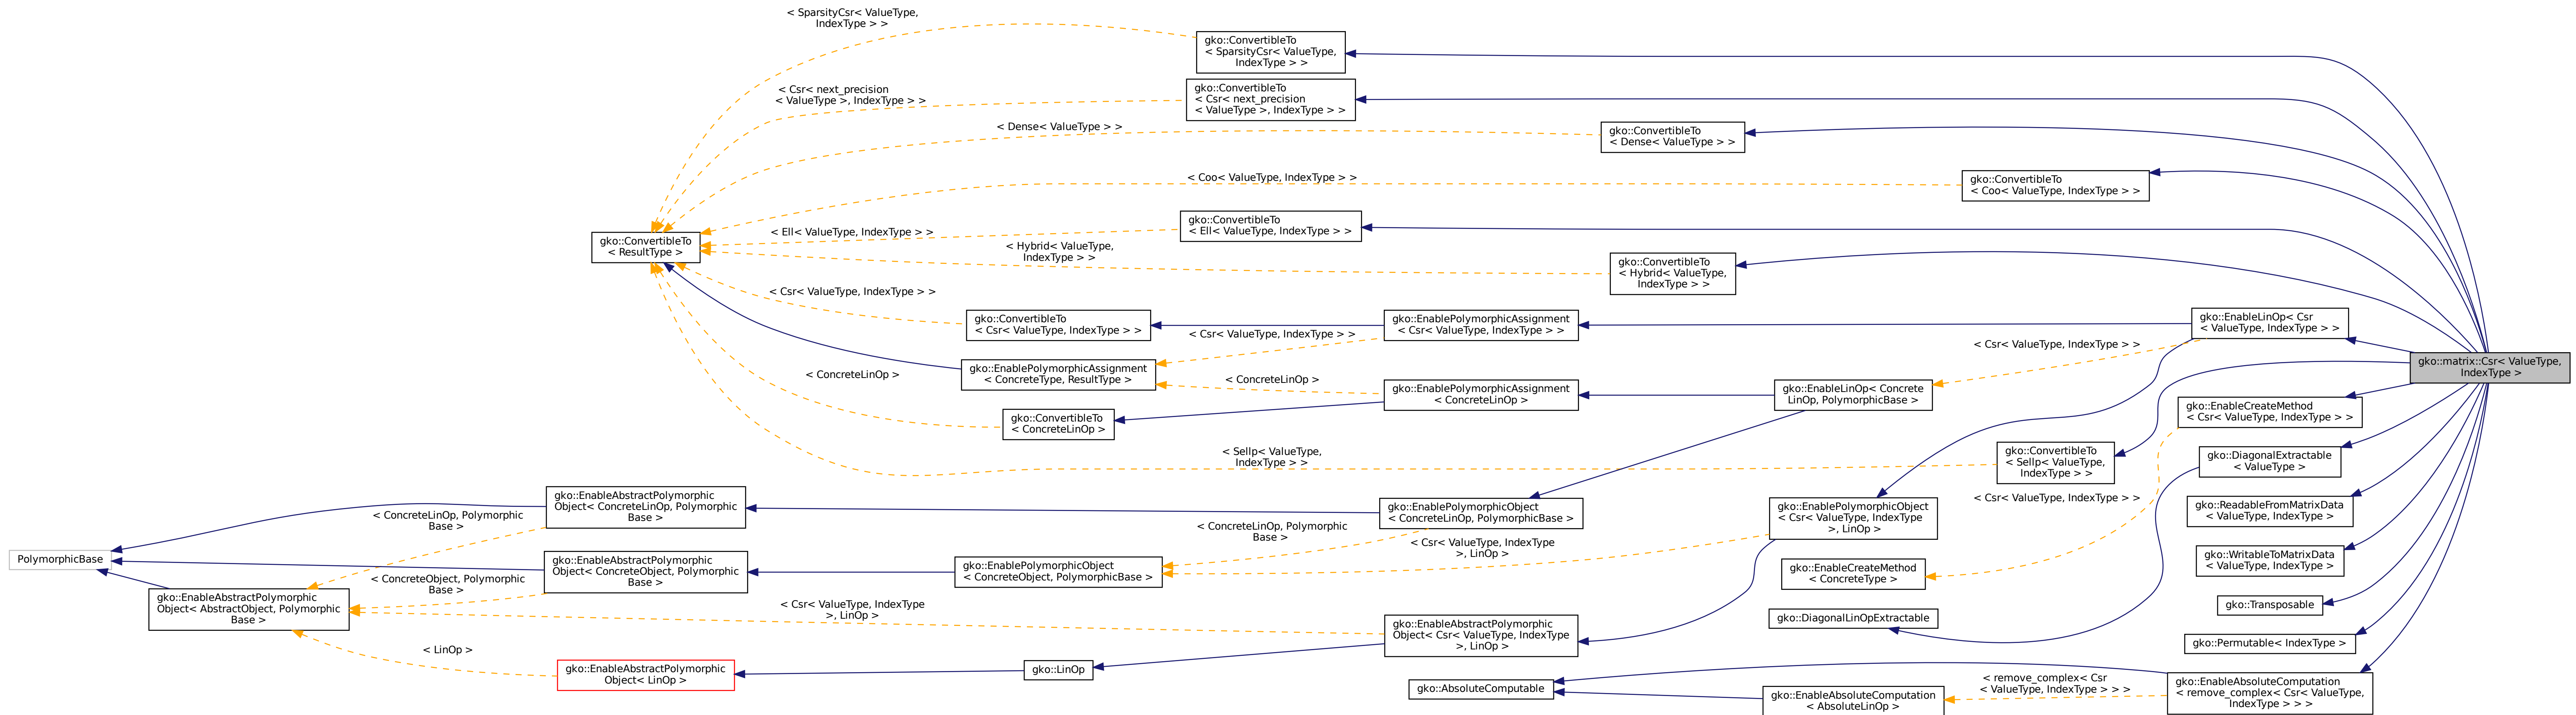 < SparsityCsr< ValueType,
IndexType > >
gko::ConvertibleTo
< SparsityCsr< ValueType,
IndexType > >
< Csr< next_precision
< ValueType >, IndexType > >
gko::ConvertibleTo
< Csr< next_precision
< ValueType >, IndexType > >
< Dense< ValueType > >
gko::ConvertibleTo
< Dense< ValueType > >
< Coo< ValueType, IndexType > >
gko::ConvertibleTo
< Coo< ValueType, IndexType > >
gko::ConvertibleTo
< ResultType >
< Ell< ValueType, IndexType > >
gko::ConvertibleTo
< Ell< ValueType, IndexType > >
< Hybrid< ValueType,
IndexType > >
gko::ConvertibleTo
< Hybrid< ValueType,
IndexType > >
< Csr< ValueType, IndexType > >
gko::ConvertibleTo
< Csr< ValueType, IndexType > >
< Csr< ValueType, IndexType > >
gko::EnablePolymorphicAssignment
< Csr< ValueType, IndexType > >
gko::EnableLinOp< Csr
< ValueType, IndexType > >
< Csr< ValueType, IndexType > >
gko::matrix::Csr< ValueType,
IndexType >
gko::EnablePolymorphicAssignment
< ConcreteType, ResultType >
< ConcreteLinOp >
< ConcreteLinOp >
gko::EnablePolymorphicAssignment
< ConcreteLinOp >
gko::EnableLinOp< Concrete
LinOp, PolymorphicBase >
gko::EnableCreateMethod
< Csr< ValueType, IndexType > >
gko::ConvertibleTo
< ConcreteLinOp >
< Sellp< ValueType,
IndexType > >
gko::ConvertibleTo
< Sellp< ValueType,
IndexType > >
gko::DiagonalExtractable
< ValueType >
gko::EnableAbstractPolymorphic
Object< ConcreteLinOp, Polymorphic
Base >
gko::EnablePolymorphicObject
< ConcreteLinOp, PolymorphicBase >
gko::EnablePolymorphicObject
< Csr< ValueType, IndexType
>, LinOp >
< Csr< ValueType, IndexType > >
gko::ReadableFromMatrixData
< ValueType, IndexType >
< ConcreteLinOp, Polymorphic
Base >
< ConcreteLinOp, Polymorphic
Base >
< Csr< ValueType, IndexType
>, LinOp >
PolymorphicBase
gko::EnableAbstractPolymorphic
Object< ConcreteObject, Polymorphic
Base >
gko::EnablePolymorphicObject
< ConcreteObject, PolymorphicBase >
gko::EnableCreateMethod
< ConcreteType >
gko::WritableToMatrixData
< ValueType, IndexType >
< ConcreteObject, Polymorphic
Base >
gko::EnableAbstractPolymorphic
Object< AbstractObject, Polymorphic
Base >
< Csr< ValueType, IndexType
>, LinOp >
gko::EnableAbstractPolymorphic
Object< Csr< ValueType, IndexType
>, LinOp >
gko::DiagonalLinOpExtractable
gko::Transposable
gko::Permutable< IndexType >
< LinOp >
gko::EnableAbstractPolymorphic
Object< LinOp >
gko::LinOp
gko::AbsoluteComputable
gko::EnableAbsoluteComputation
< AbsoluteLinOp >
< remove_complex< Csr
< ValueType, IndexType > > >
gko::EnableAbsoluteComputation
< remove_complex< Csr< ValueType,
IndexType > > >